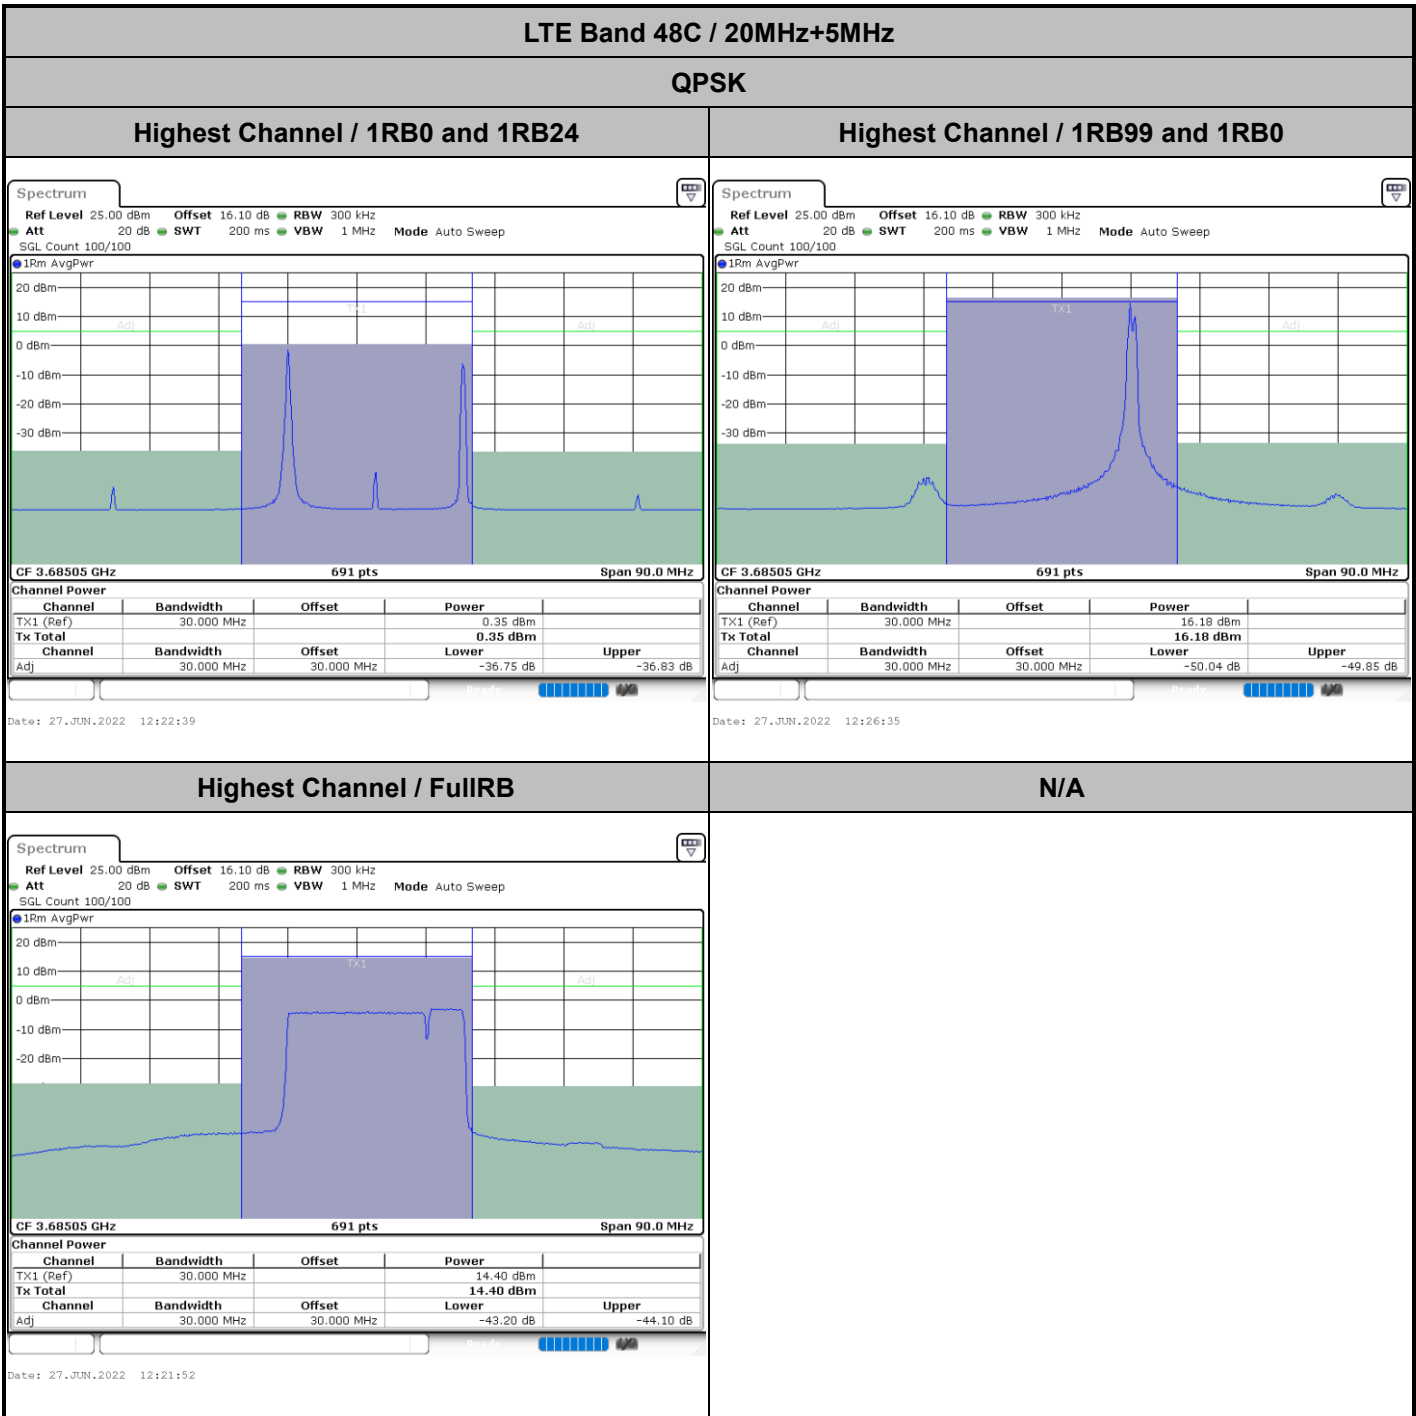 LTE Band 48C / 20MHz+5MHz
QPSK
Highest Channel / 1RB0 and 1RB24
Highest Channel / 1RB99 and 1RB0
Spectrum
Ref Level 25.00 dBm Offset 16.10 dB RBW 300 kHz
Att 20 dB SWT 200 ms VBW 1 MHz Mode Auto Sweep
SGL Count 100/100
1Rm AvgPwr
20 dBm
10 dBm
0 dBm
-10 dBm
-20 dBm
-30 dBm
Adj
TX1
Adj
CF 3.68505 GHz 691 pts Span 90.0 MHz
Channel Power
Channel Bandwidth Offset Power
TX1 (Ref) 30.000 MHz 0.35 dBm
Tx Total 0.35 dBm
Channel Bandwidth Offset Lower Upper
Adj 30.000 MHz 30.000 MHz -36.75 dB -36.83 dB
Ready
Date: 27.JUN.2022 12:22:39
Spectrum
Ref Level 25.00 dBm Offset 16.10 dB RBW 300 kHz
Att 20 dB SWT 200 ms VBW 1 MHz Mode Auto Sweep
SGL Count 100/100
1Rm AvgPwr
20 dBm
10 dBm
0 dBm
-10 dBm
-20 dBm
-30 dBm
Adj
TX1
Adj
CF 3.68505 GHz 691 pts Span 90.0 MHz
Channel Power
Channel Bandwidth Offset Power
TX1 (Ref) 30.000 MHz 16.18 dBm
Tx Total 16.18 dBm
Channel Bandwidth Offset Lower Upper
Adj 30.000 MHz 30.000 MHz -50.04 dB -49.85 dB
Ready
Date: 27.JUN.2022 12:26:35
Highest Channel / FullRB
N/A
Spectrum
Ref Level 25.00 dBm Offset 16.10 dB RBW 300 kHz
Att 20 dB SWT 200 ms VBW 1 MHz Mode Auto Sweep
SGL Count 100/100
1Rm AvgPwr
20 dBm
10 dBm
0 dBm
-10 dBm
-20 dBm
Adj
TX1
Adj
CF 3.68505 GHz 691 pts Span 90.0 MHz
Channel Power
Channel Bandwidth Offset Power
TX1 (Ref) 30.000 MHz 14.40 dBm
Tx Total 14.40 dBm
Channel Bandwidth Offset Lower Upper
Adj 30.000 MHz 30.000 MHz -43.20 dB -44.10 dB
Ready
Date: 27.JUN.2022 12:21:52